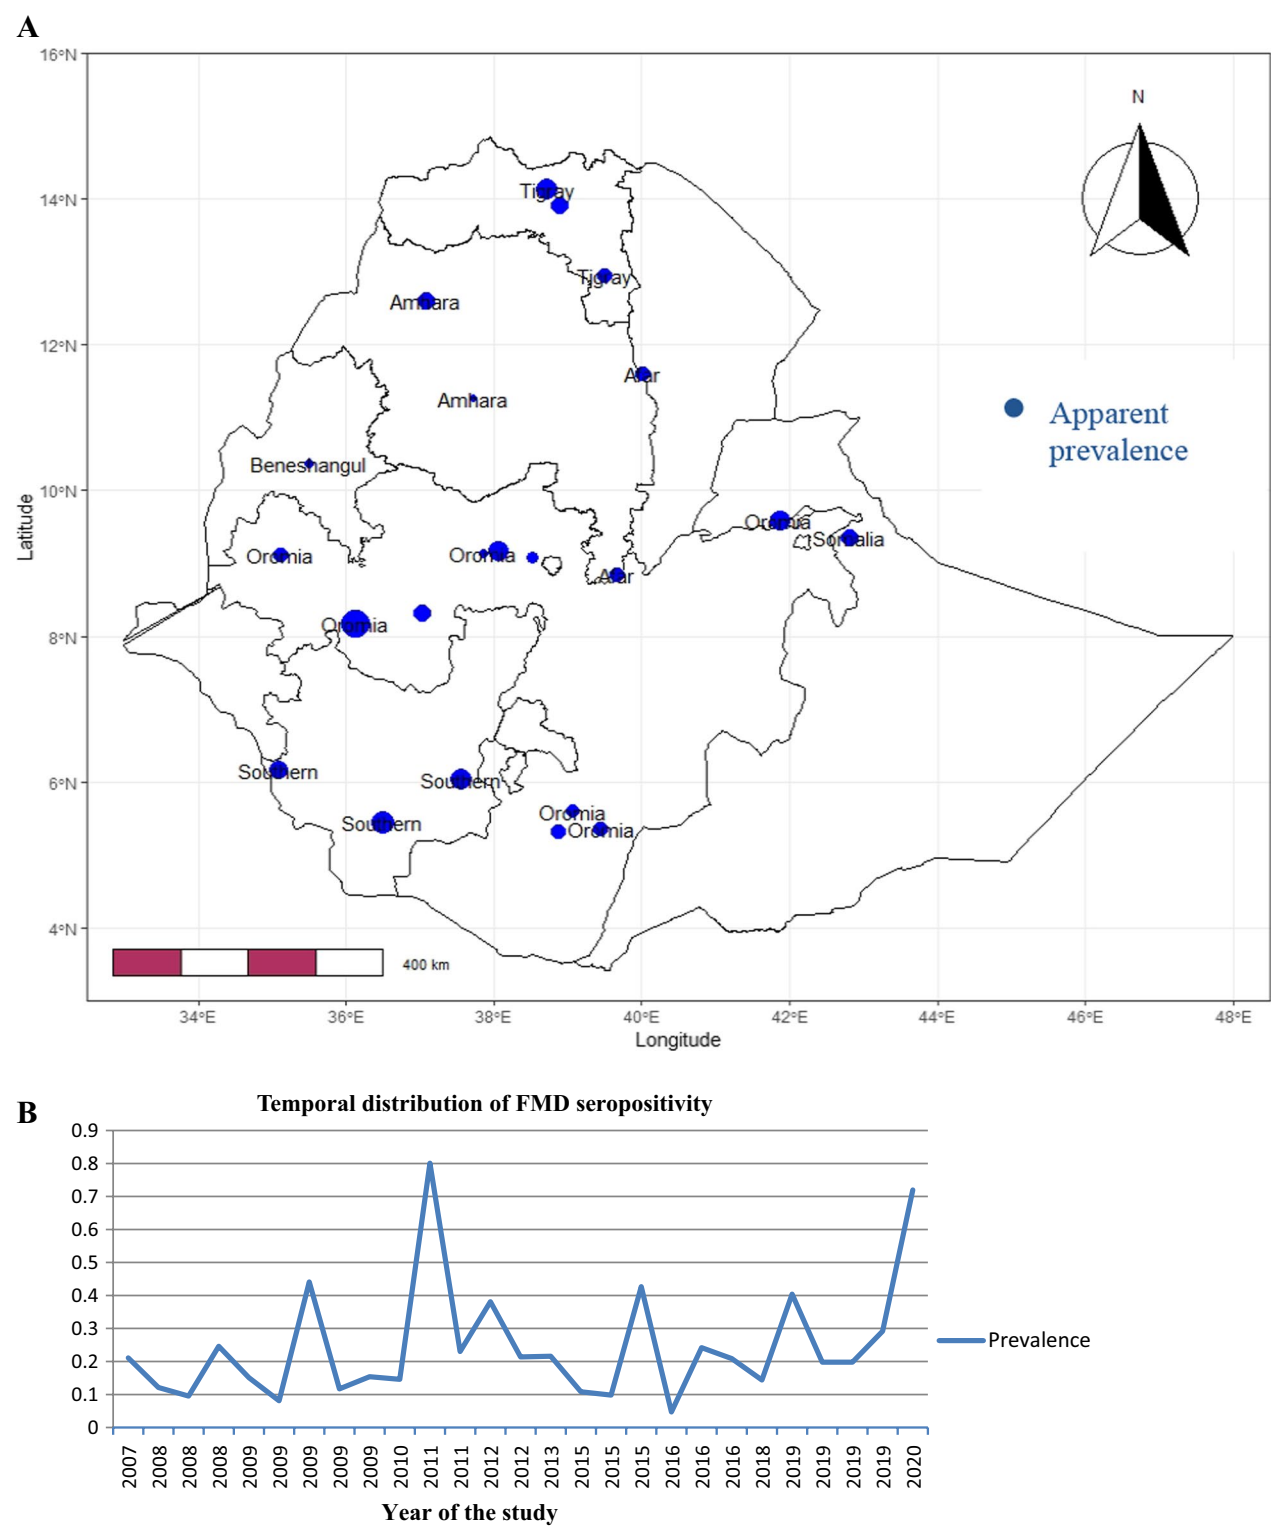 A
16°N
N
14°N
Tigray
Tigray
Amhara
12°N
Afar
Amhara
Apparent
prevalence
Beneshangul
10°N
Latitude
Oromia
Somalia
Oromia
Oromia
Afar
Oromia
8°N
Southern
Southern
6°N
Oromia
Southern
Oromia
4°N
400 km
34°E 36°E 38°E 40°E 42°E 44°E 46°E 48°E
Longitude
B
Temporal distribution of FMD seropositivity
0.9
0.8
0.7
0.6
0.5
0.4
0.3
0.2
0.1
0
Prevalence
2007 2008 2008 2008 2009 2009 2009 2009 2009 2010 2011 2011 2012 2012 2013 2015 2015 2015 2016 2016 2016 2018 2019 2019 2019 2019 2020
Year of the study